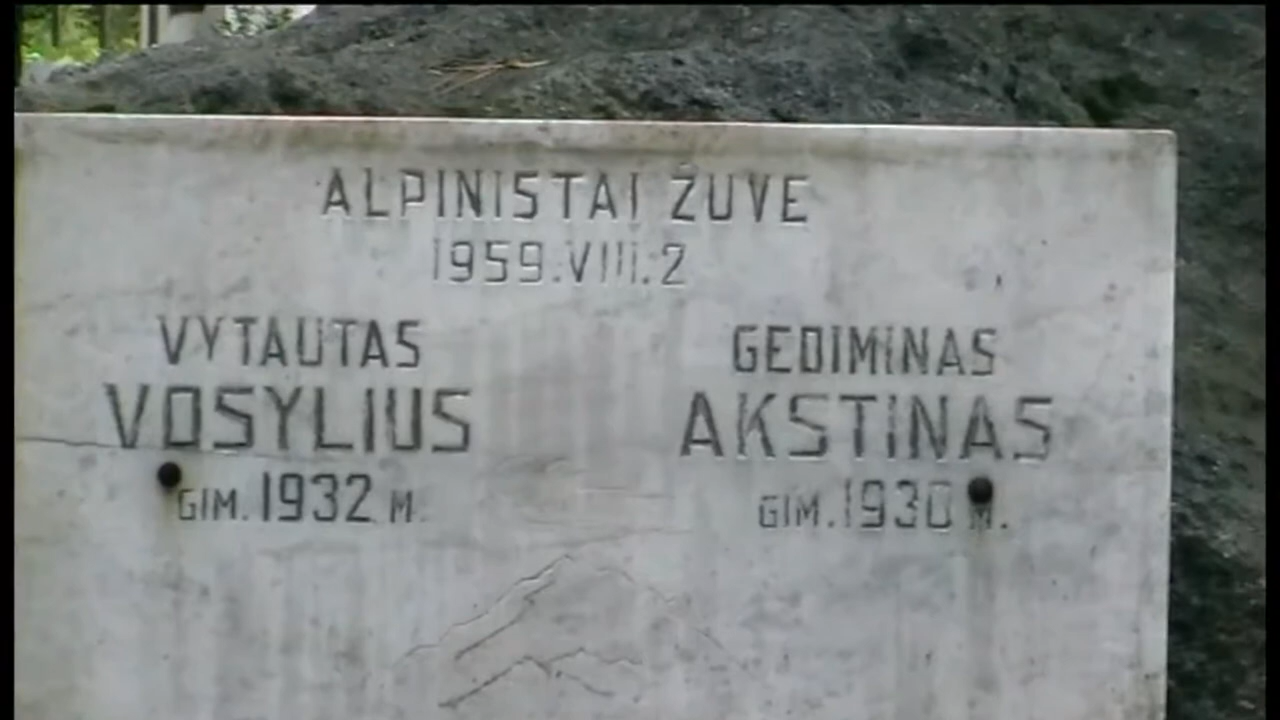 ALPINISTAI ŽUVE
1959.VIII.2
VYTAUTAS
VOSYLIUS
GIM. 1932 M.
GEDIMINAS
AKSTINAS
GIM. 1930 M.